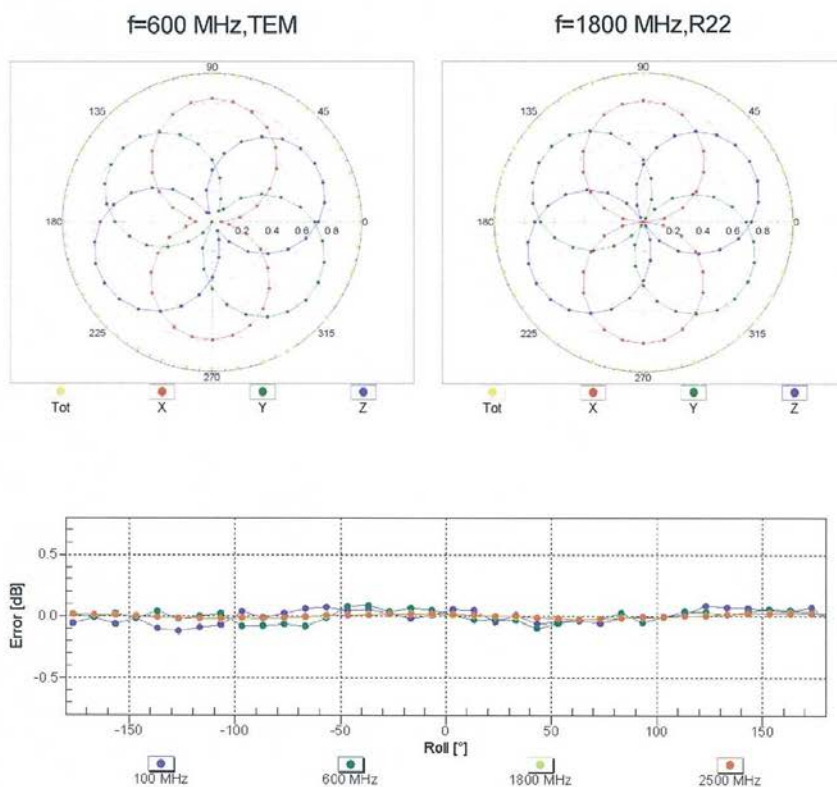 f=600 MHz,TEM
f=1800 MHz,R22
90
135
45
180
0.2 0.4 0.6 0.8
0
225
315
270
Tot X Y Z
90
135
45
180
0.2 0.4 0.6 0.8
0
225
315
270
Tot X Y Z
Error [dB]
0.5
0.0
-0.5
-150 -100 -50 0 50 100 150
Roll [°]
100 MHz 600 MHz 1800 MHz 2500 MHz